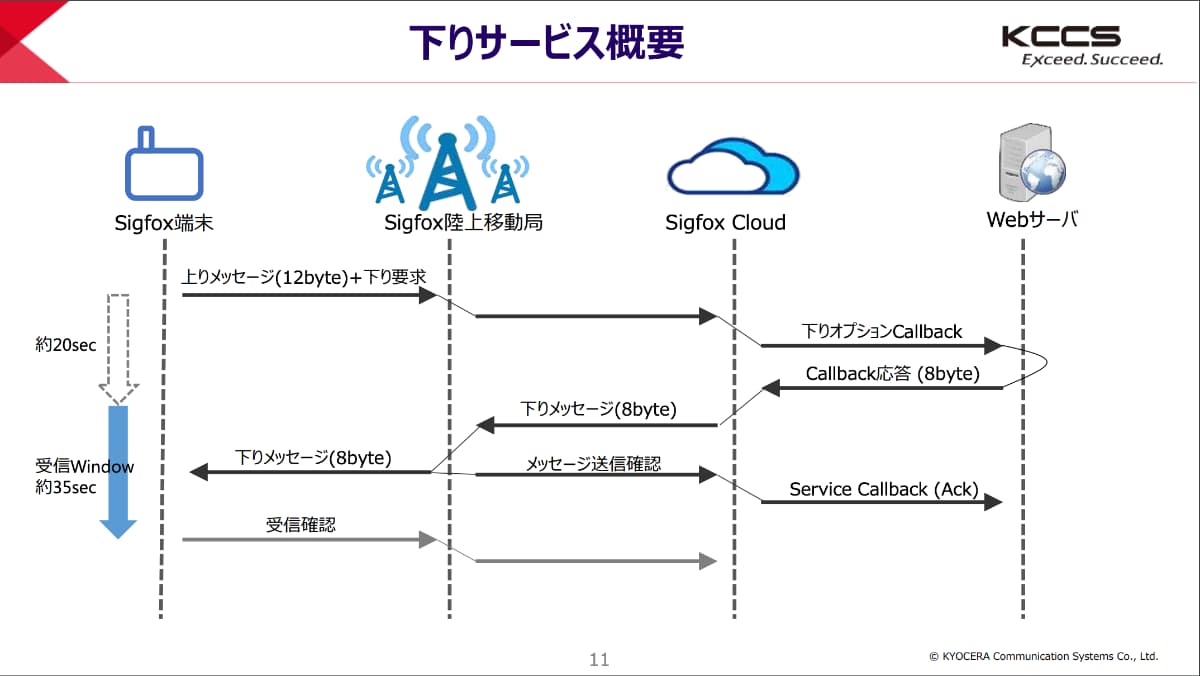 下りサービス概要
KCCS
Exceed. Succeed.
Sigfox端末
Sigfox陸上移動局
Sigfox Cloud
Webサーバ
上りメッセージ(12byte)+下り要求
下りオプションCallback
約20sec
Callback応答 (8byte)
下りメッセージ(8byte)
下りメッセージ(8byte)
メッセージ送信確認
受信Window
約35sec
Service Callback (Ack)
受信確認
11
© KYOCERA Communication Systems Co., Ltd.